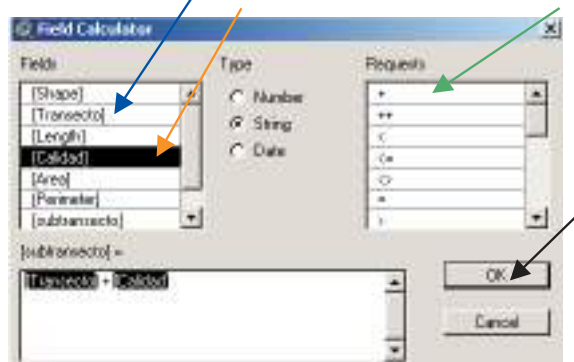 Field Calculator
Fields
Type
Requests
[Shape]
[Transecto]
[Length]
[Calidad]
[Area]
[Perimeter]
[subtransecto]
Number
String
Date
+
++
<
<=
<>
=
>
[subtransecto] =
[Transecto] + [Calidad]
OK
Cancel